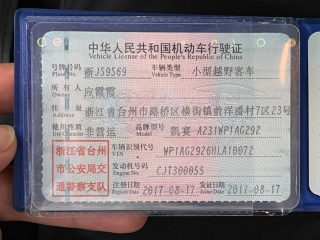 中华人民共和国机动车行驶证
Vehicle License of the People's Republic of China
号牌号码 浙JS9569 车辆类型 小型越野客车
Plate No. Vehicle Type
所有人 应霞霞
Owner
住址 浙江省台州市路桥区横街镇前洋潘村7区23号
Address
使用性质 非营运 品牌型号 凯宴 A231WP1AG292
Use Character Model
浙江省台州 车辆识别代号 WP1AG2926HLA10072
VIN
市公安局交 发动机号码 CJT300055
Engine No.
通警察支队 注册日期 2017-08-17 发证日期 2017-08-17
Register Date Issue Date